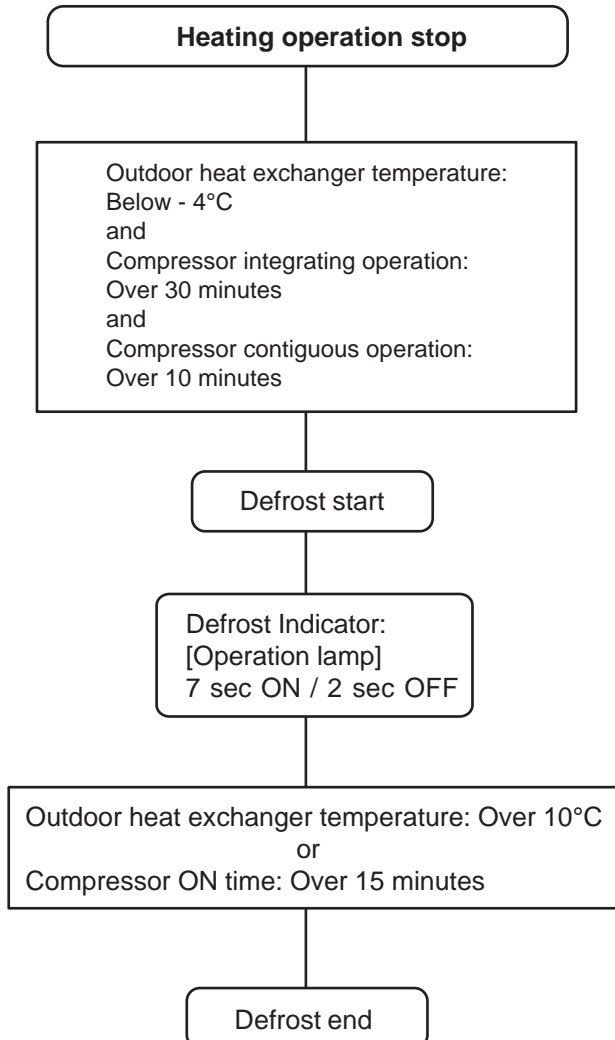 Heating operation stop
Outdoor heat exchanger temperature:
Below - 4°C
and
Compressor integrating operation:
Over 30 minutes
and
Compressor contiguous operation:
Over 10 minutes
Defrost start
Defrost Indicator:
[Operation lamp]
7 sec ON / 2 sec OFF
Outdoor heat exchanger temperature: Over 10°C
or
Compressor ON time: Over 15 minutes
Defrost end